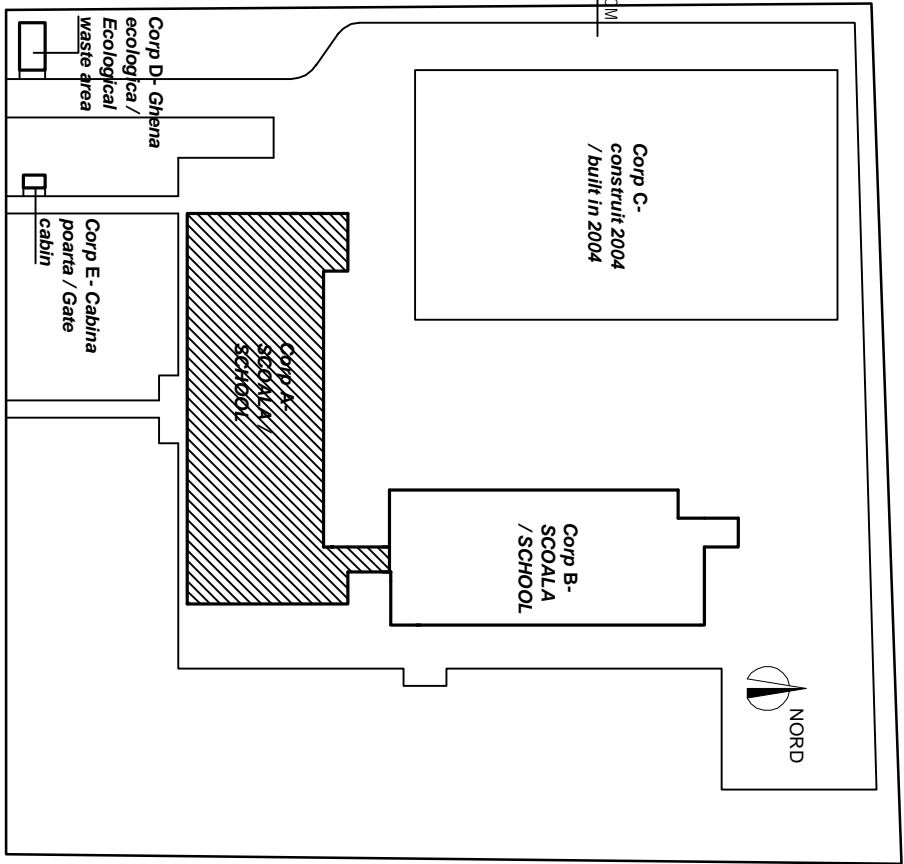 CM
Corp D- Ghena
ecologica /
Ecological
waste area
Corp C-
construit 2004
/ built in 2004
Corp E- Cabina
poarta / Gate
cabin
Corp A-
SCOALA /
SCHOOL
Corp B-
SCOALA
/ SCHOOL
NORD